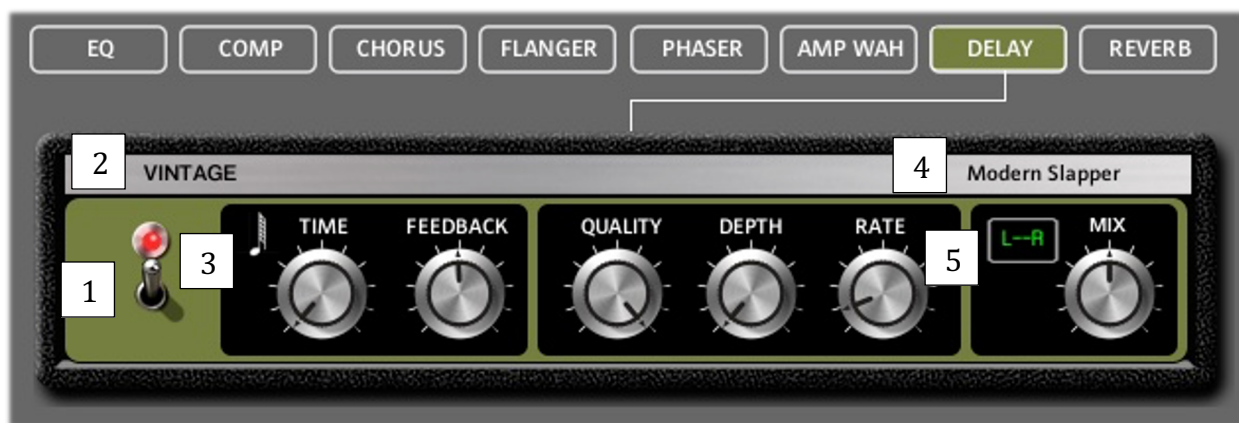 EQ COMP CHORUS FLANGER PHASER AMP WAH DELAY REVERB
2 VINTAGE 4 Modern Slapper
TIME FEEDBACK QUALITY DEPTH RATE MIX
1 3 5 L--R